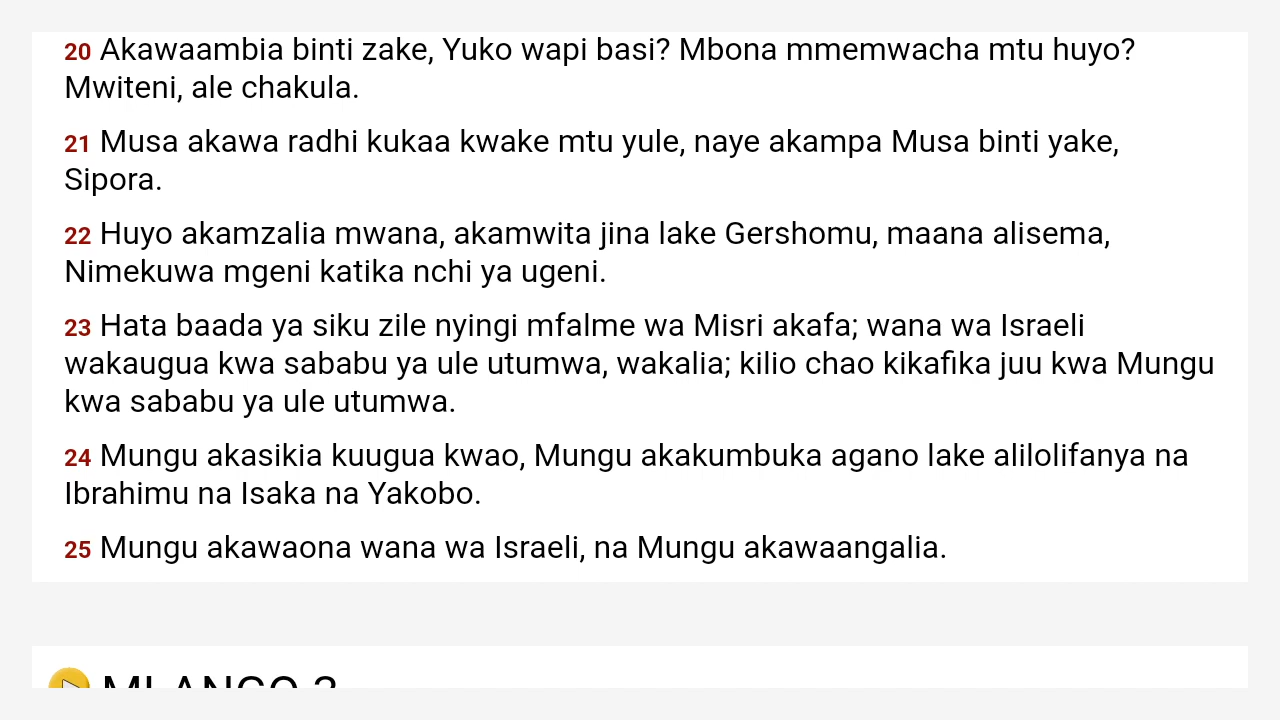 20 Akawaambia binti zake, Yuko wapi basi? Mbona mmemwacha mtu huyo?
Mwiteni, ale chakula.
21 Musa akawa radhi kukaa kwake mtu yule, naye akampa Musa binti yake,
Sipora.
22 Huyo akamzalia mwana, akamwita jina lake Gershomu, maana alisema,
Nimekuwa mgeni katika nchi ya ugeni.
23 Hata baada ya siku zile nyingi mfalme wa Misri akafa; wana wa Israeli
wakaugua kwa sababu ya ule utumwa, wakalia; kilio chao kikafika juu kwa Mungu
kwa sababu ya ule utumwa.
24 Mungu akasikia kuugua kwao, Mungu akakumbuka agano lake alilolifanya na
Ibrahimu na Isaka na Yakobo.
25 Mungu akawaona wana wa Israeli, na Mungu akawaangalia.
MLANGO